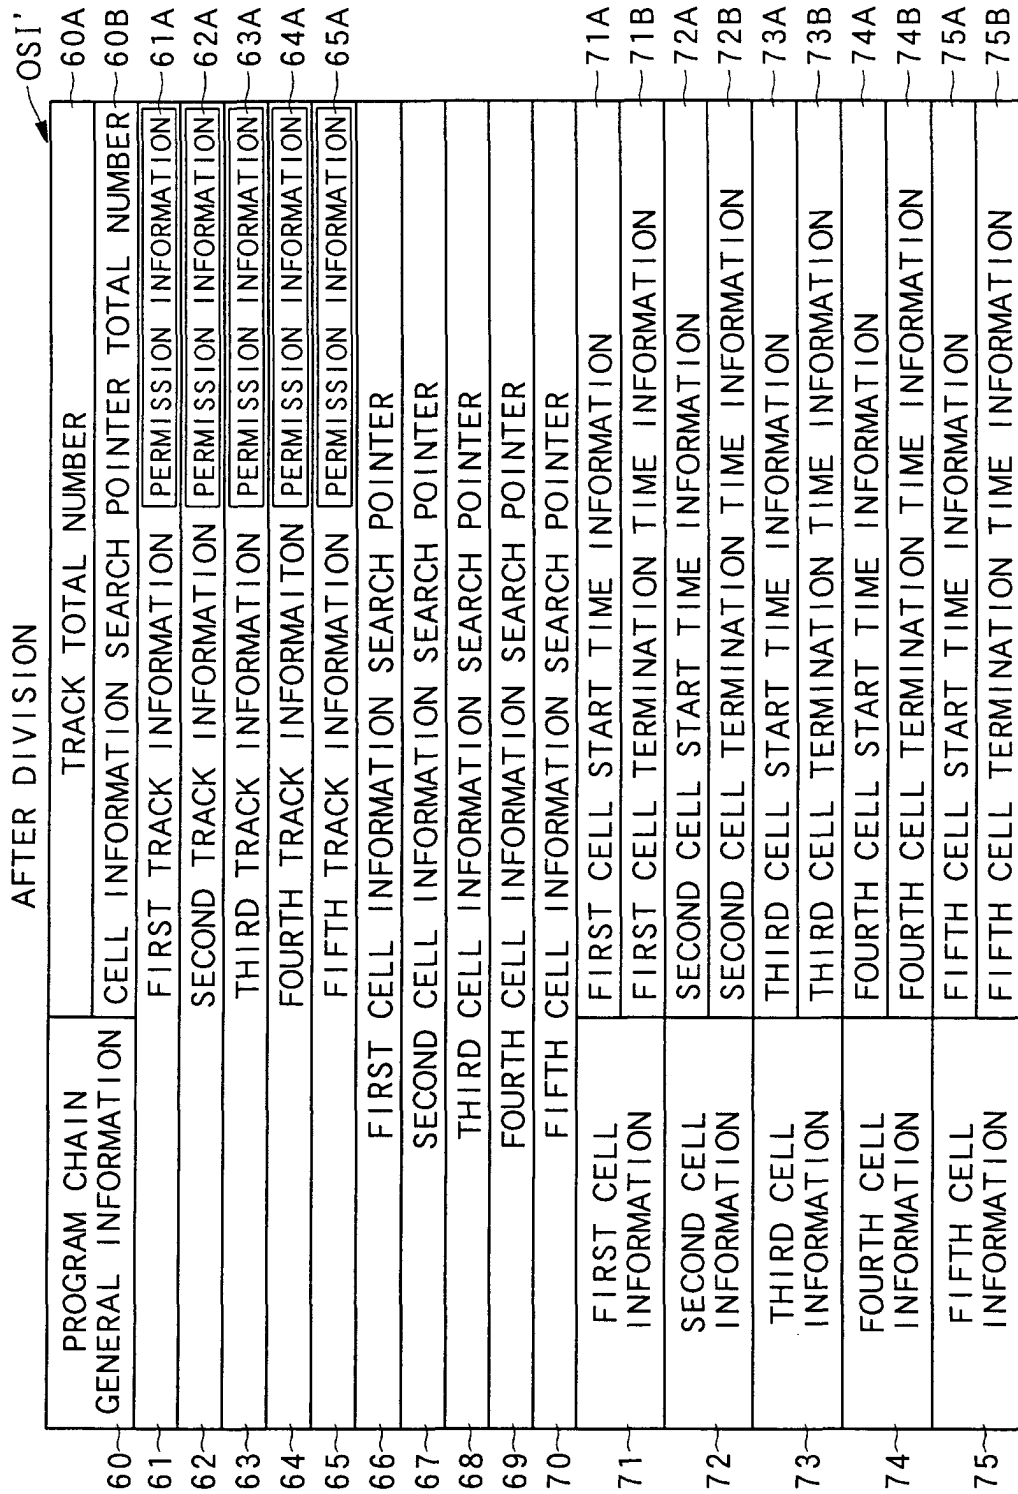 AFTER DIVISION
OSI'
60
PROGRAM CHAIN
GENERAL INFORMATION
TRACK TOTAL NUMBER
60A
CELL INFORMATION SEARCH POINTER TOTAL NUMBER
60B
61
FIRST TRACK INFORMATION
PERMISSION INFORMATION
61A
62
SECOND TRACK INFORMATION
PERMISSION INFORMATION
62A
63
THIRD TRACK INFORMATION
PERMISSION INFORMATION
63A
64
FOURTH TRACK INFORMAITON
PERMISSION INFORMATION
64A
65
FIFTH TRACK INFORMATION
PERMISSION INFORMATION
65A
66
FIRST CELL INFORMATION SEARCH POINTER
67
SECOND CELL INFORMATION SEARCH POINTER
68
THIRD CELL INFORMATION SEARCH POINTER
69
FOURTH CELL INFORMATION SEARCH POINTER
70
FIFTH CELL INFORMATION SEARCH POINTER
71
FIRST CELL
INFORMATION
FIRST CELL START TIME INFORMATION
71A
FIRST CELL TERMINATION TIME INFORMATION
71B
72
SECOND CELL
INFORMATION
SECOND CELL START TIME INFORMATION
72A
SECOND CELL TERMINATION TIME INFORMATION
72B
73
THIRD CELL
INFORMATION
THIRD CELL START TIME INFORMATION
73A
THIRD CELL TERMINATION TIME INFORMATION
73B
74
FOURTH CELL
INFORMATION
FOURTH CELL START TIME INFORMATION
74A
FOURTH CELL TERMINATION TIME INFORMATION
74B
75
FIFTH CELL
INFORMATION
FIFTH CELL START TIME INFORMATION
75A
FIFTH CELL TERMINATION TIME INFORMATION
75B